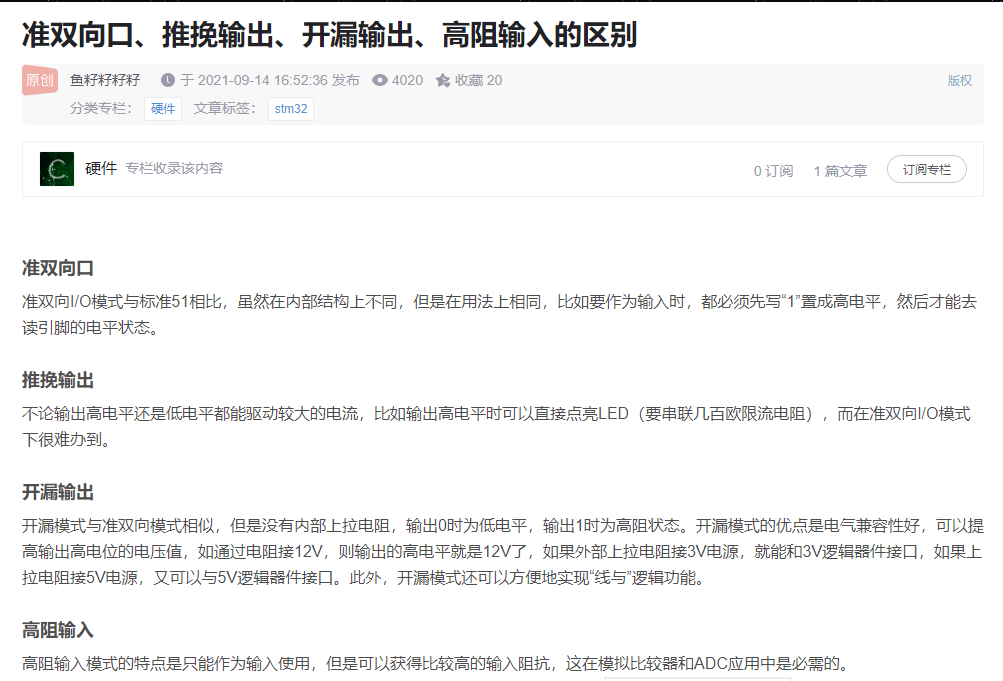 准双向口、推挽输出、开漏输出、高阻输入的区别
原创 鱼籽籽籽籽 于 2021-09-14 16:52:36 发布 4020 收藏 20 版权
分类专栏： 硬件 文章标签： stm32
C 硬件 专栏收录该内容 0 订阅 1 篇文章 订阅专栏
准双向口
准双向I/O模式与标准51相比，虽然在内部结构上不同，但是在用法上相同，比如要作为输入时，都必须先写“1”置成高电平，然后才能去
读引脚的电平状态。
推挽输出
不论输出高电平还是低电平都能驱动较大的电流，比如输出高电平时可以直接点亮LED（要串联几百欧限流电阻），而在准双向I/O模式
下很难办到。
开漏输出
开漏模式与准双向模式相似，但是没有内部上拉电阻，输出0时为低电平，输出1时为高阻状态。开漏模式的优点是电气兼容性好，可以提
高输出高电位的电压值，如通过电阻接12V，则输出的高电平就是12V了，如果外部上拉电阻接3V电源，就能和3V逻辑器件接口，如果上
拉电阻接5V电源，又可以与5V逻辑器件接口。此外，开漏模式还可以方便地实现“线与”逻辑功能。
高阻输入
高阻输入模式的特点是只能作为输入使用，但是可以获得比较高的输入阻抗，这在模拟比较器和ADC应用中是必需的。